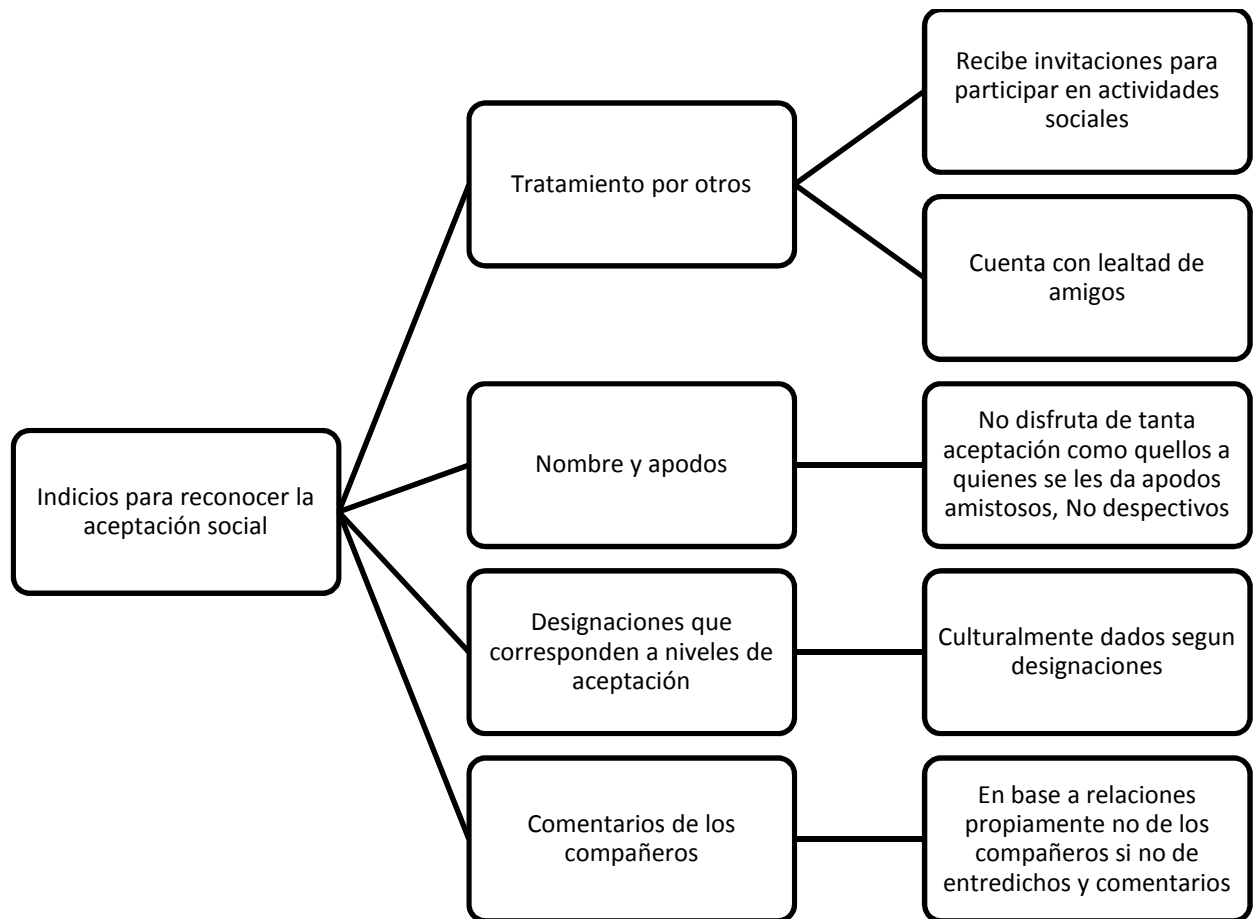 Indicios para reconocer la
aceptación social
Tratamiento por otros
Recibe invitaciones para
participar en actividades
sociales
Cuenta con lealtad de
amigos
Nombre y apodos
No disfruta de tanta
aceptación como quellos a
quienes se les da apodos
amistosos, No despectivos
Designaciones que
corresponden a niveles de
aceptación
Culturalmente dados segun
designaciones
Comentarios de los
compañeros
En base a relaciones
propiamente no de los
compañeros si no de
entredichos y comentarios